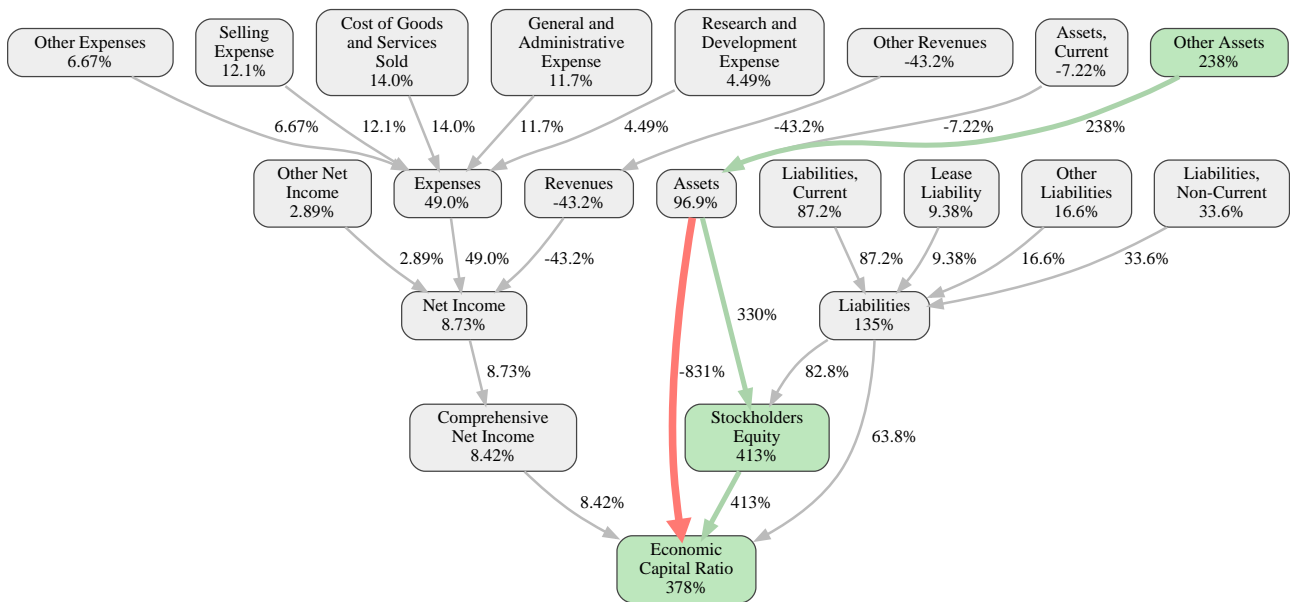 Other Expenses
6.67%
Selling
Expense
12.1%
Cost of Goods
and Services
Sold
14.0%
General and
Administrative
Expense
11.7%
Research and
Development
Expense
4.49%
Other Revenues
-43.2%
Assets,
Current
-7.22%
Other Assets
238%
6.67%
12.1%
14.0%
11.7%
4.49%
-43.2%
-7.22%
238%
Other Net
Income
2.89%
Expenses
49.0%
Revenues
-43.2%
Assets
96.9%
Liabilities,
Current
87.2%
Lease
Liability
9.38%
Other
Liabilities
16.6%
Liabilities,
Non-Current
33.6%
2.89%
49.0%
-43.2%
87.2%
9.38%
16.6%
33.6%
Net Income
8.73%
330%
Liabilities
135%
8.73%
-831%
82.8%
Comprehensive
Net Income
8.42%
Stockholders
Equity
413%
63.8%
8.42%
413%
Economic
Capital Ratio
378%